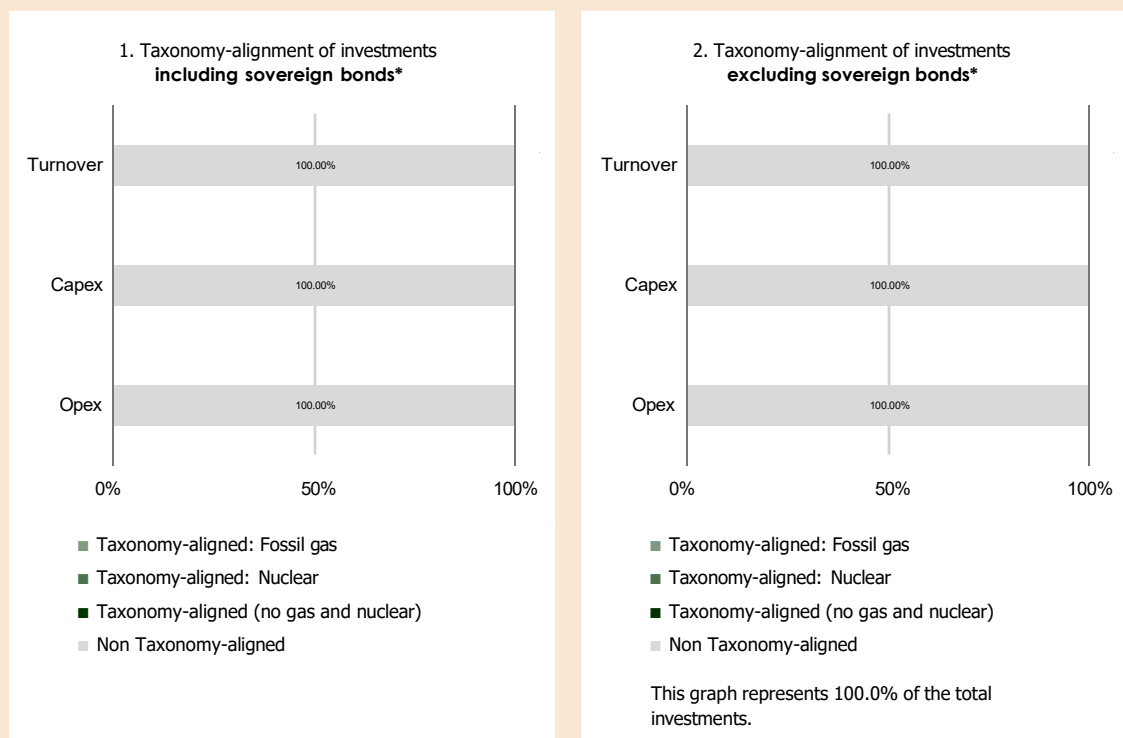 1. Taxonomy-alignment of investments
including sovereign bonds*
Turnover
100.00%
Capex
100.00%
Opex
100.00%
0%
50%
100%
Taxonomy-aligned: Fossil gas
Taxonomy-aligned: Nuclear
Taxonomy-aligned (no gas and nuclear)
Non Taxonomy-aligned
2. Taxonomy-alignment of investments
excluding sovereign bonds*
Turnover
100.00%
Capex
100.00%
Opex
100.00%
0%
50%
100%
Taxonomy-aligned: Fossil gas
Taxonomy-aligned: Nuclear
Taxonomy-aligned (no gas and nuclear)
Non Taxonomy-aligned
This graph represents 100.0% of the total
investments.